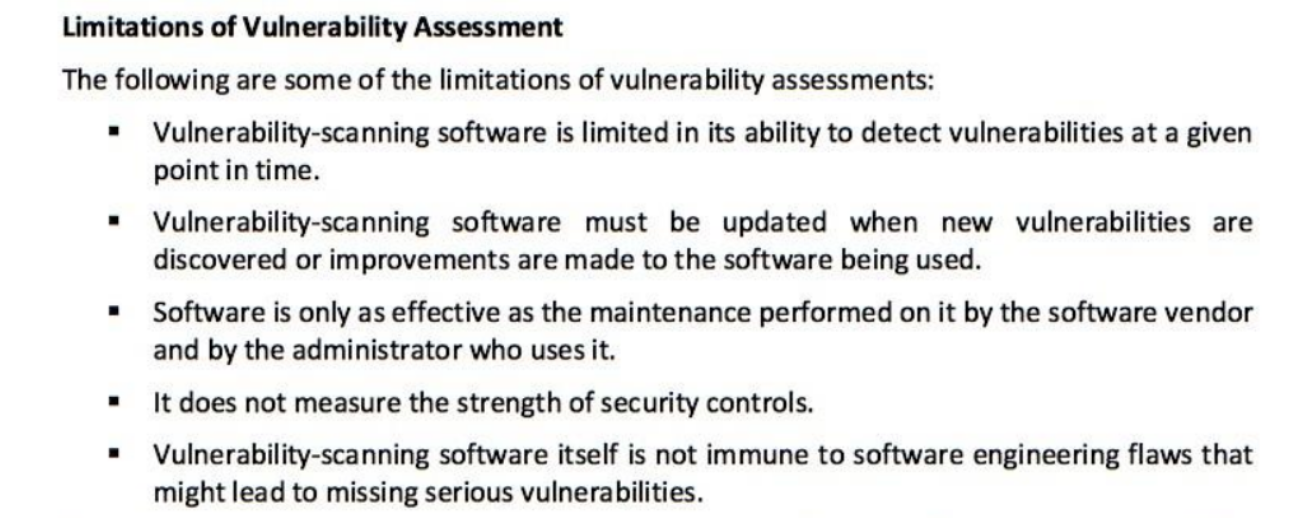 Limitations of Vulnerability Assessment
The following are some of the limitations of vulnerability assessments:
▪ Vulnerability-scanning software is limited in its ability to detect vulnerabilities at a given
point in time.
▪ Vulnerability-scanning software must be updated when new vulnerabilities are
discovered or improvements are made to the software being used.
▪ Software is only as effective as the maintenance performed on it by the software vendor
and by the administrator who uses it.
▪ It does not measure the strength of security controls.
▪ Vulnerability-scanning software itself is not immune to software engineering flaws that
might lead to missing serious vulnerabilities.